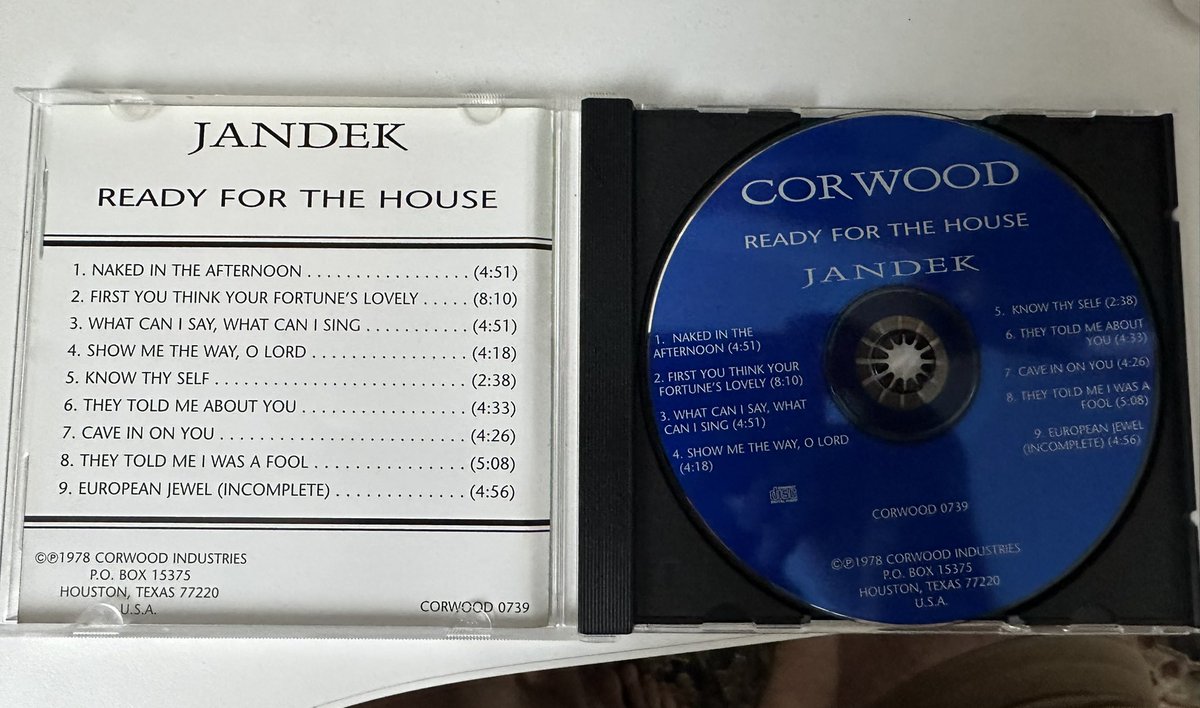 JANDEK
READY FOR THE HOUSE
1. NAKED IN THE AFTERNOON . . . . . . . . . . . . . . . . . (4:51)
2. FIRST YOU THINK YOUR FORTUNE'S LOVELY . . . . . (8:10)
3. WHAT CAN I SAY, WHAT CAN I SING . . . . . . . . . . . (4:51)
4. SHOW ME THE WAY, O LORD . . . . . . . . . . . . . . . . (4:18)
5. KNOW THY SELF . . . . . . . . . . . . . . . . . . . . . . . . . . (2:38)
6. THEY TOLD ME ABOUT YOU . . . . . . . . . . . . . . . . . (4:33)
7. CAVE IN ON YOU . . . . . . . . . . . . . . . . . . . . . . . . . (4:26)
8. THEY TOLD ME I WAS A FOOL . . . . . . . . . . . . . . . . (5:08)
9. EUROPEAN JEWEL (INCOMPLETE) . . . . . . . . . . . . . (4:56)
©℗1978 CORWOOD INDUSTRIES
P.O. BOX 15375
HOUSTON, TEXAS 77220
U.S.A.
CORWOOD 0739
CORWOOD
READY FOR THE HOUSE
JANDEK
1. NAKED IN THE
AFTERNOON (4:51)
2. FIRST YOU THINK YOUR
FORTUNE'S LOVELY (8:10)
3. WHAT CAN I SAY, WHAT
CAN I SING (4:51)
4. SHOW ME THE WAY, O LORD
(4:18)
5. KNOW THY SELF (2:38)
6. THEY TOLD ME ABOUT
YOU (4:33)
7. CAVE IN ON YOU (4:26)
8. THEY TOLD ME I WAS A
FOOL (5:08)
9. EUROPEAN JEWEL
(INCOMPLETE) (4:56)
CORWOOD 0739
©℗1978 CORWOOD INDUSTRIES
P.O. BOX 15375
HOUSTON, TEXAS 77220
U.S.A.